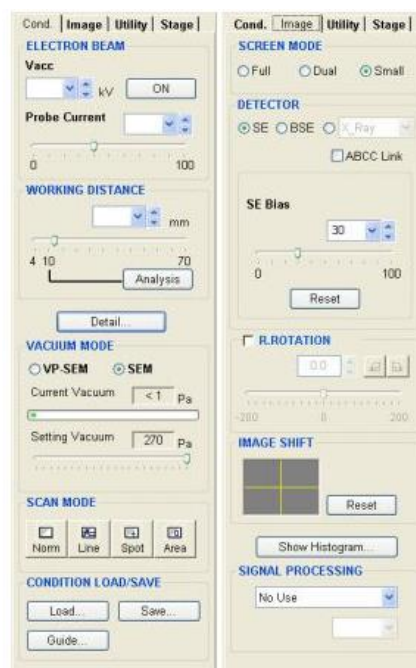 Cond. Image Utility Stage
ELECTRON BEAM
Vacc
kV ON
Probe Current
0 100
WORKING DISTANCE
mm
4 10 70
Analysis
Detail...
VACUUM MODE
VP-SEM SEM
Current Vacuum < 1 Pa
Setting Vacuum 270 Pa
SCAN MODE
Norm Line Spot Area
CONDITION LOAD/SAVE
Load... Save...
Guide...
Cond. Image Utility Stage
SCREEN MODE
Full Dual Small
DETECTOR
SE BSE X_Ray
ABCC Link
SE Bias
30
0 100
Reset
R.ROTATION
0.0
-200 0 200
IMAGE SHIFT
Reset
Show Histogram...
SIGNAL PROCESSING
No Use